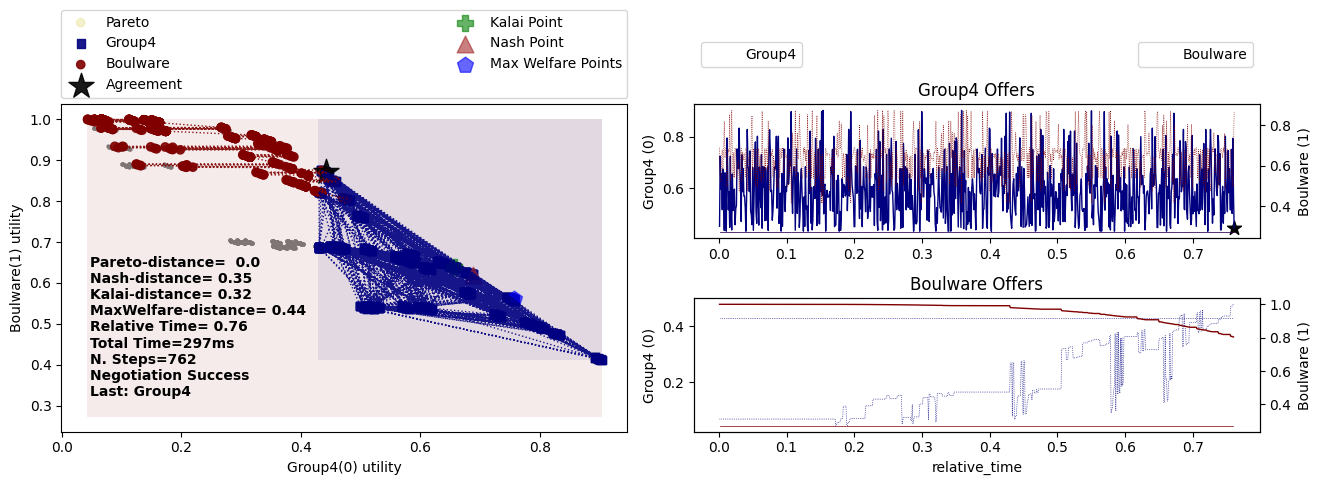 Pareto
Group4
Boulware
Agreement
Kalai Point
Nash Point
Max Welfare Points
Boulware(1) utility
1.0
0.9
0.8
0.7
0.6
0.5
0.4
0.3
Pareto-distance=  0.0
Nash-distance= 0.35
Kalai-distance= 0.32
MaxWelfare-distance= 0.44
Relative Time= 0.76
Total Time=297ms
N. Steps=762
Negotiation Success
Last: Group4
0.0 0.2 0.4 0.6 0.8
Group4(0) utility
Group4
Boulware
Group4 Offers
Group4 (0)
0.8
0.6
0.8
0.6
0.4
Boulware (1)
0.0 0.1 0.2 0.3 0.4 0.5 0.6 0.7
Boulware Offers
Group4 (0)
0.4
0.2
1.0
0.8
0.6
0.4
Boulware (1)
0.0 0.1 0.2 0.3 0.4 0.5 0.6 0.7
relative_time